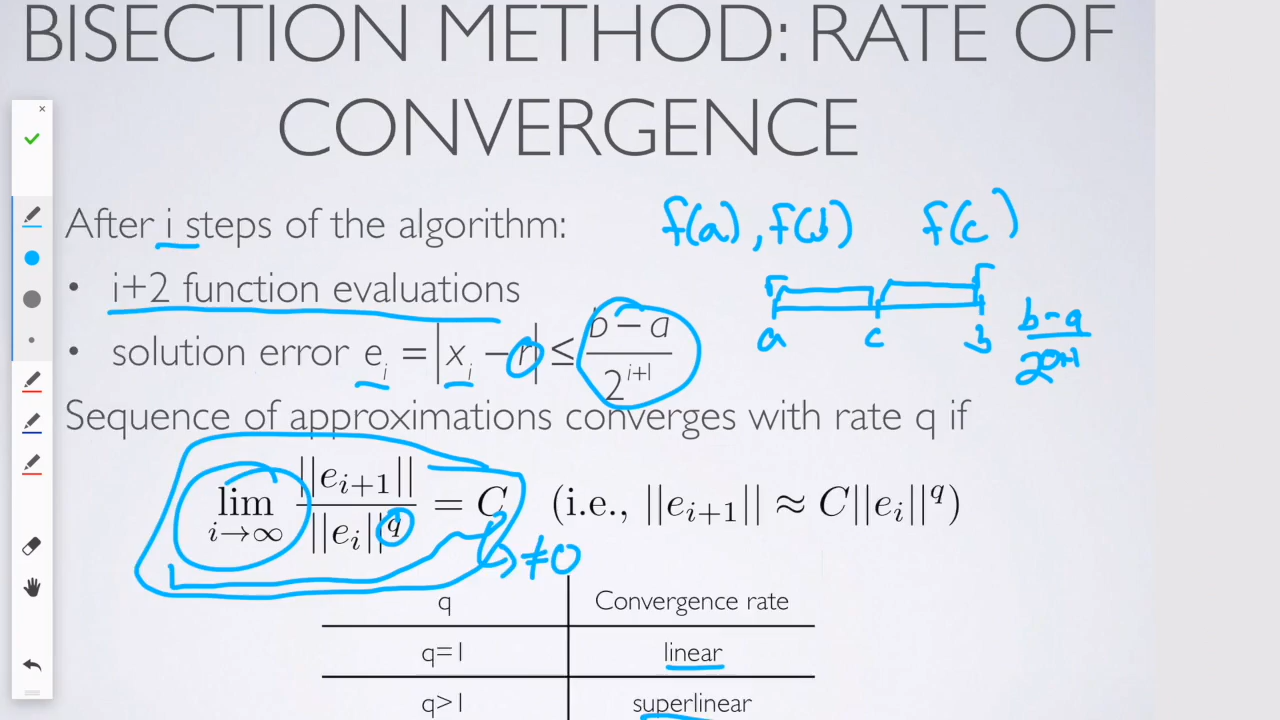 BISECTION METHOD: RATE OF
CONVERGENCE
After i steps of the algorithm:
f(a), f(b) f(c)
• i+2 function evaluations
• solution error e_i = |x_i − r| ≤ (b − a)/2^{i+1}
a c b
b-a
2^{0+1}
Sequence of approximations converges with rate q if
lim_{i→∞} ||e_{i+1}||/||e_i||^q = C (i.e., ||e_{i+1}|| ≈ C||e_i||^q)
≠0
q Convergence rate
q=1 linear
q>1 superlinear